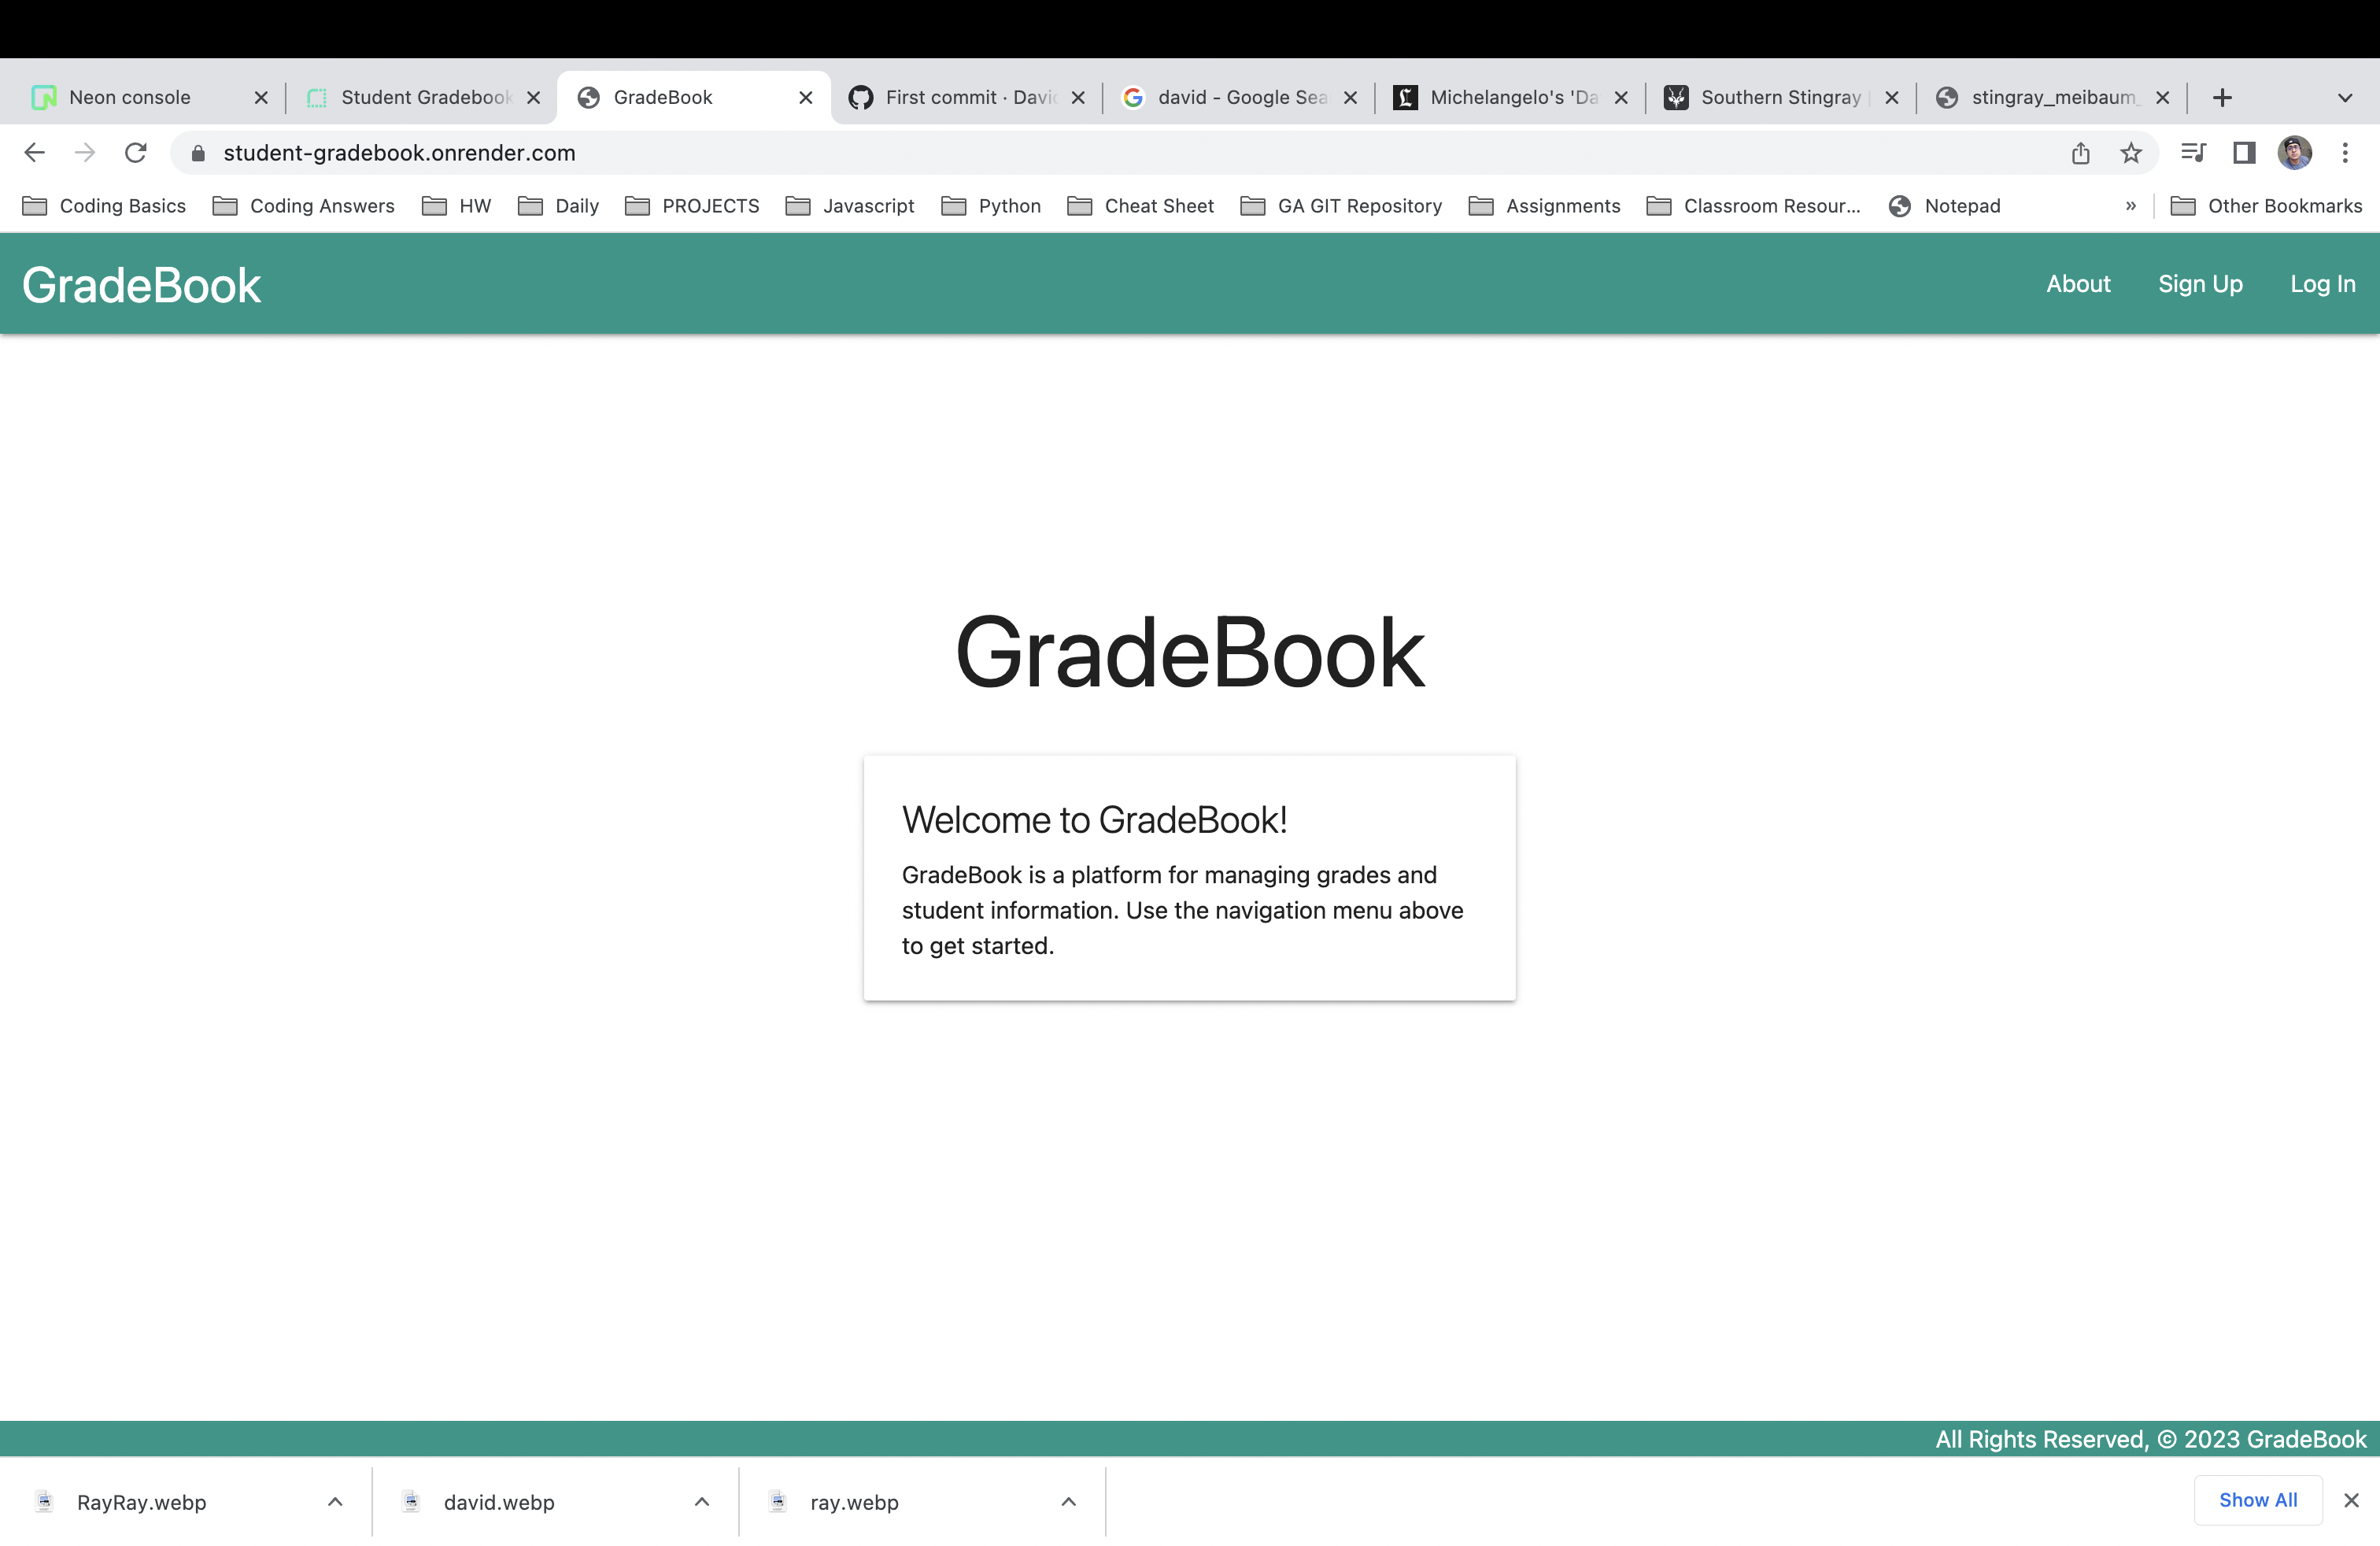 Neon console
Student Gradebook
GradeBook
First commit · Davi
david - Google Sea
Michelangelo's 'Da
Southern Stingray
stingray_meibaum_
student-gradebook.onrender.com
Coding Basics
Coding Answers
HW
Daily
PROJECTS
Javascript
Python
Cheat Sheet
GA GIT Repository
Assignments
Classroom Resour...
Notepad
»
Other Bookmarks
GradeBook
About
Sign Up
Log In
GradeBook
Welcome to GradeBook!
GradeBook is a platform for managing grades and
student information. Use the navigation menu above
to get started.
All Rights Reserved, © 2023 GradeBook
RayRay.webp
david.webp
ray.webp
Show All